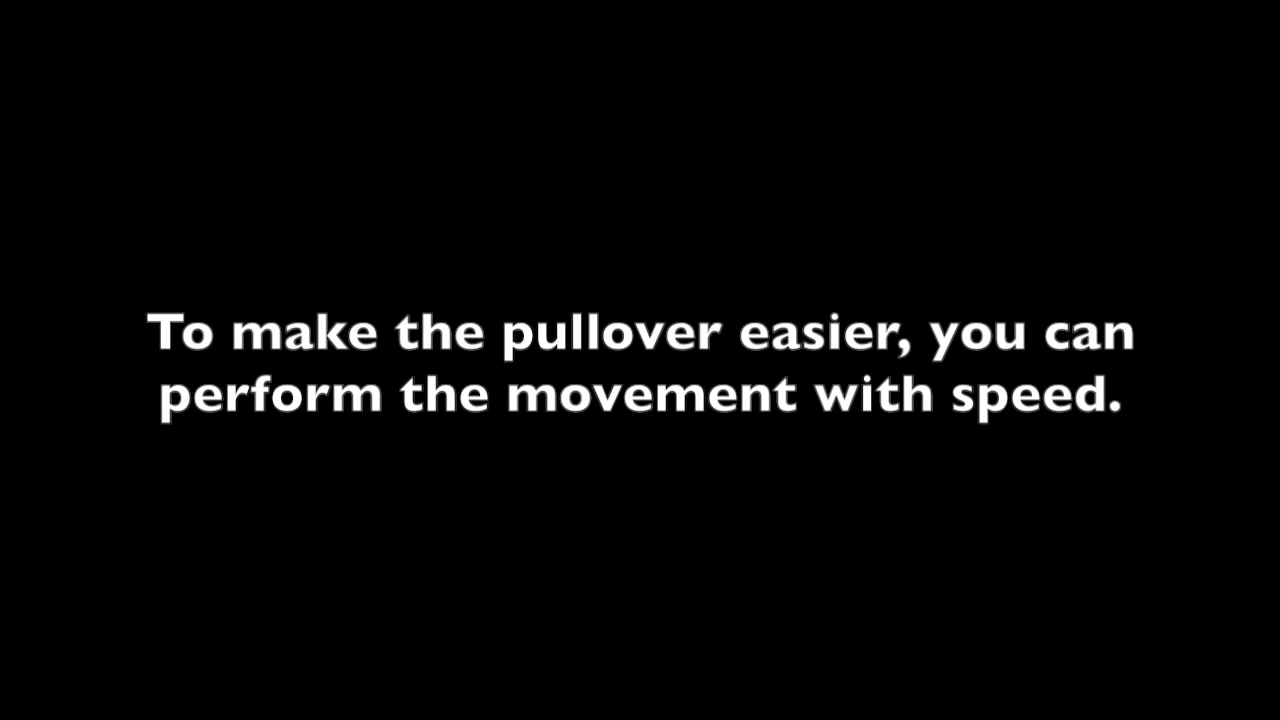 To make the pullover easier, you can
perform the movement with speed.